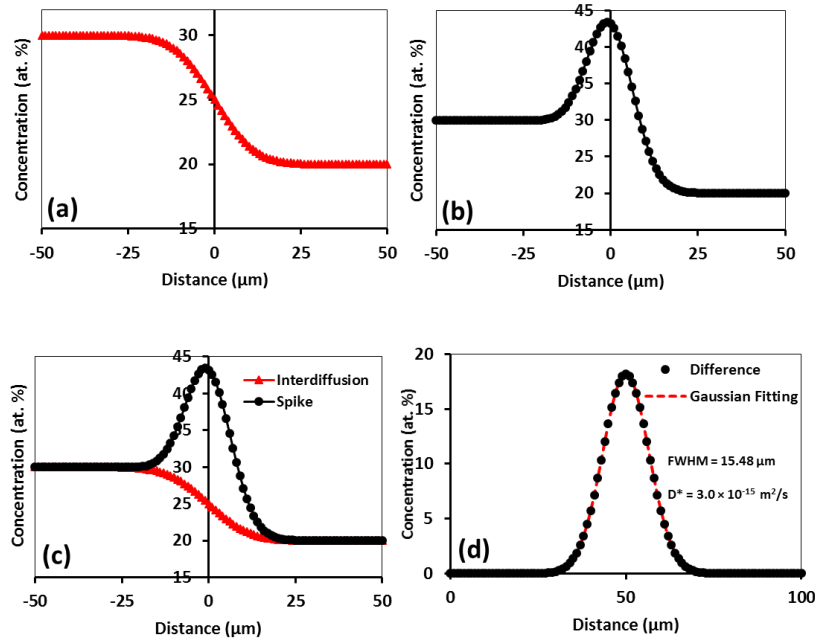 Concentration (at. %)
30
25
20
15
(a)
-50 -25 0 25 50
Distance (µm)
Concentration (at. %)
45
40
35
30
25
20
15
(b)
-50 -25 0 25 50
Distance (µm)
Concentration (at. %)
45
40
35
30
25
20
15
Interdiffusion
Spike
(c)
-50 -25 0 25 50
Distance (µm)
Concentration (at. %)
20
15
10
5
0
Difference
Gaussian Fitting
FWHM = 15.48 µm
D* = 3.0 × 10⁻¹⁵ m²/s
(d)
0 50 100
Distance (µm)